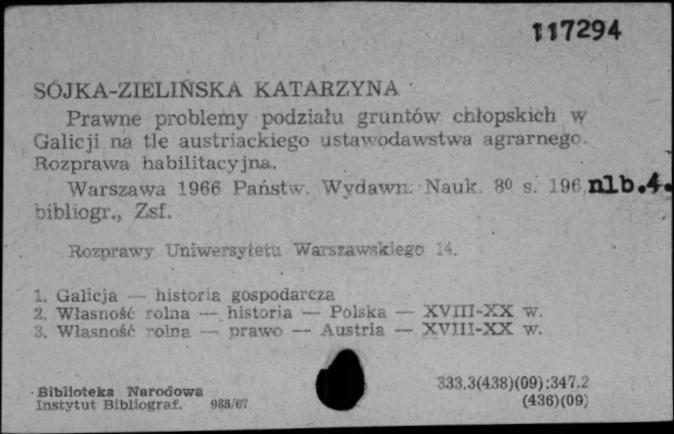 117294
SÓJKA-ZIELIŃSKA KATARZYNA
Prawne problemy podziału gruntów chłopskich w
Galicji na tle austriackiego ustawodawstwa agrarnego.
Rozprawa habilitacyjna.
Warszawa 1966 Państw. Wydawn. Nauk. 8⁰ s. 196 nlb.4.
bibliogr., Zsf.
Rozprawy Uniwersytetu Warszawskiego 14.
1. Galicja — historia gospodarcza
2. Własność rolna — historia — Polska — XVIII-XX w.
3. Własność rolna — prawo — Austria — XVIII-XX w.
Biblioteka Narodowa
Instytut Bibliograf. 985/67
333.3(438)(09):347.2
(436)(09)